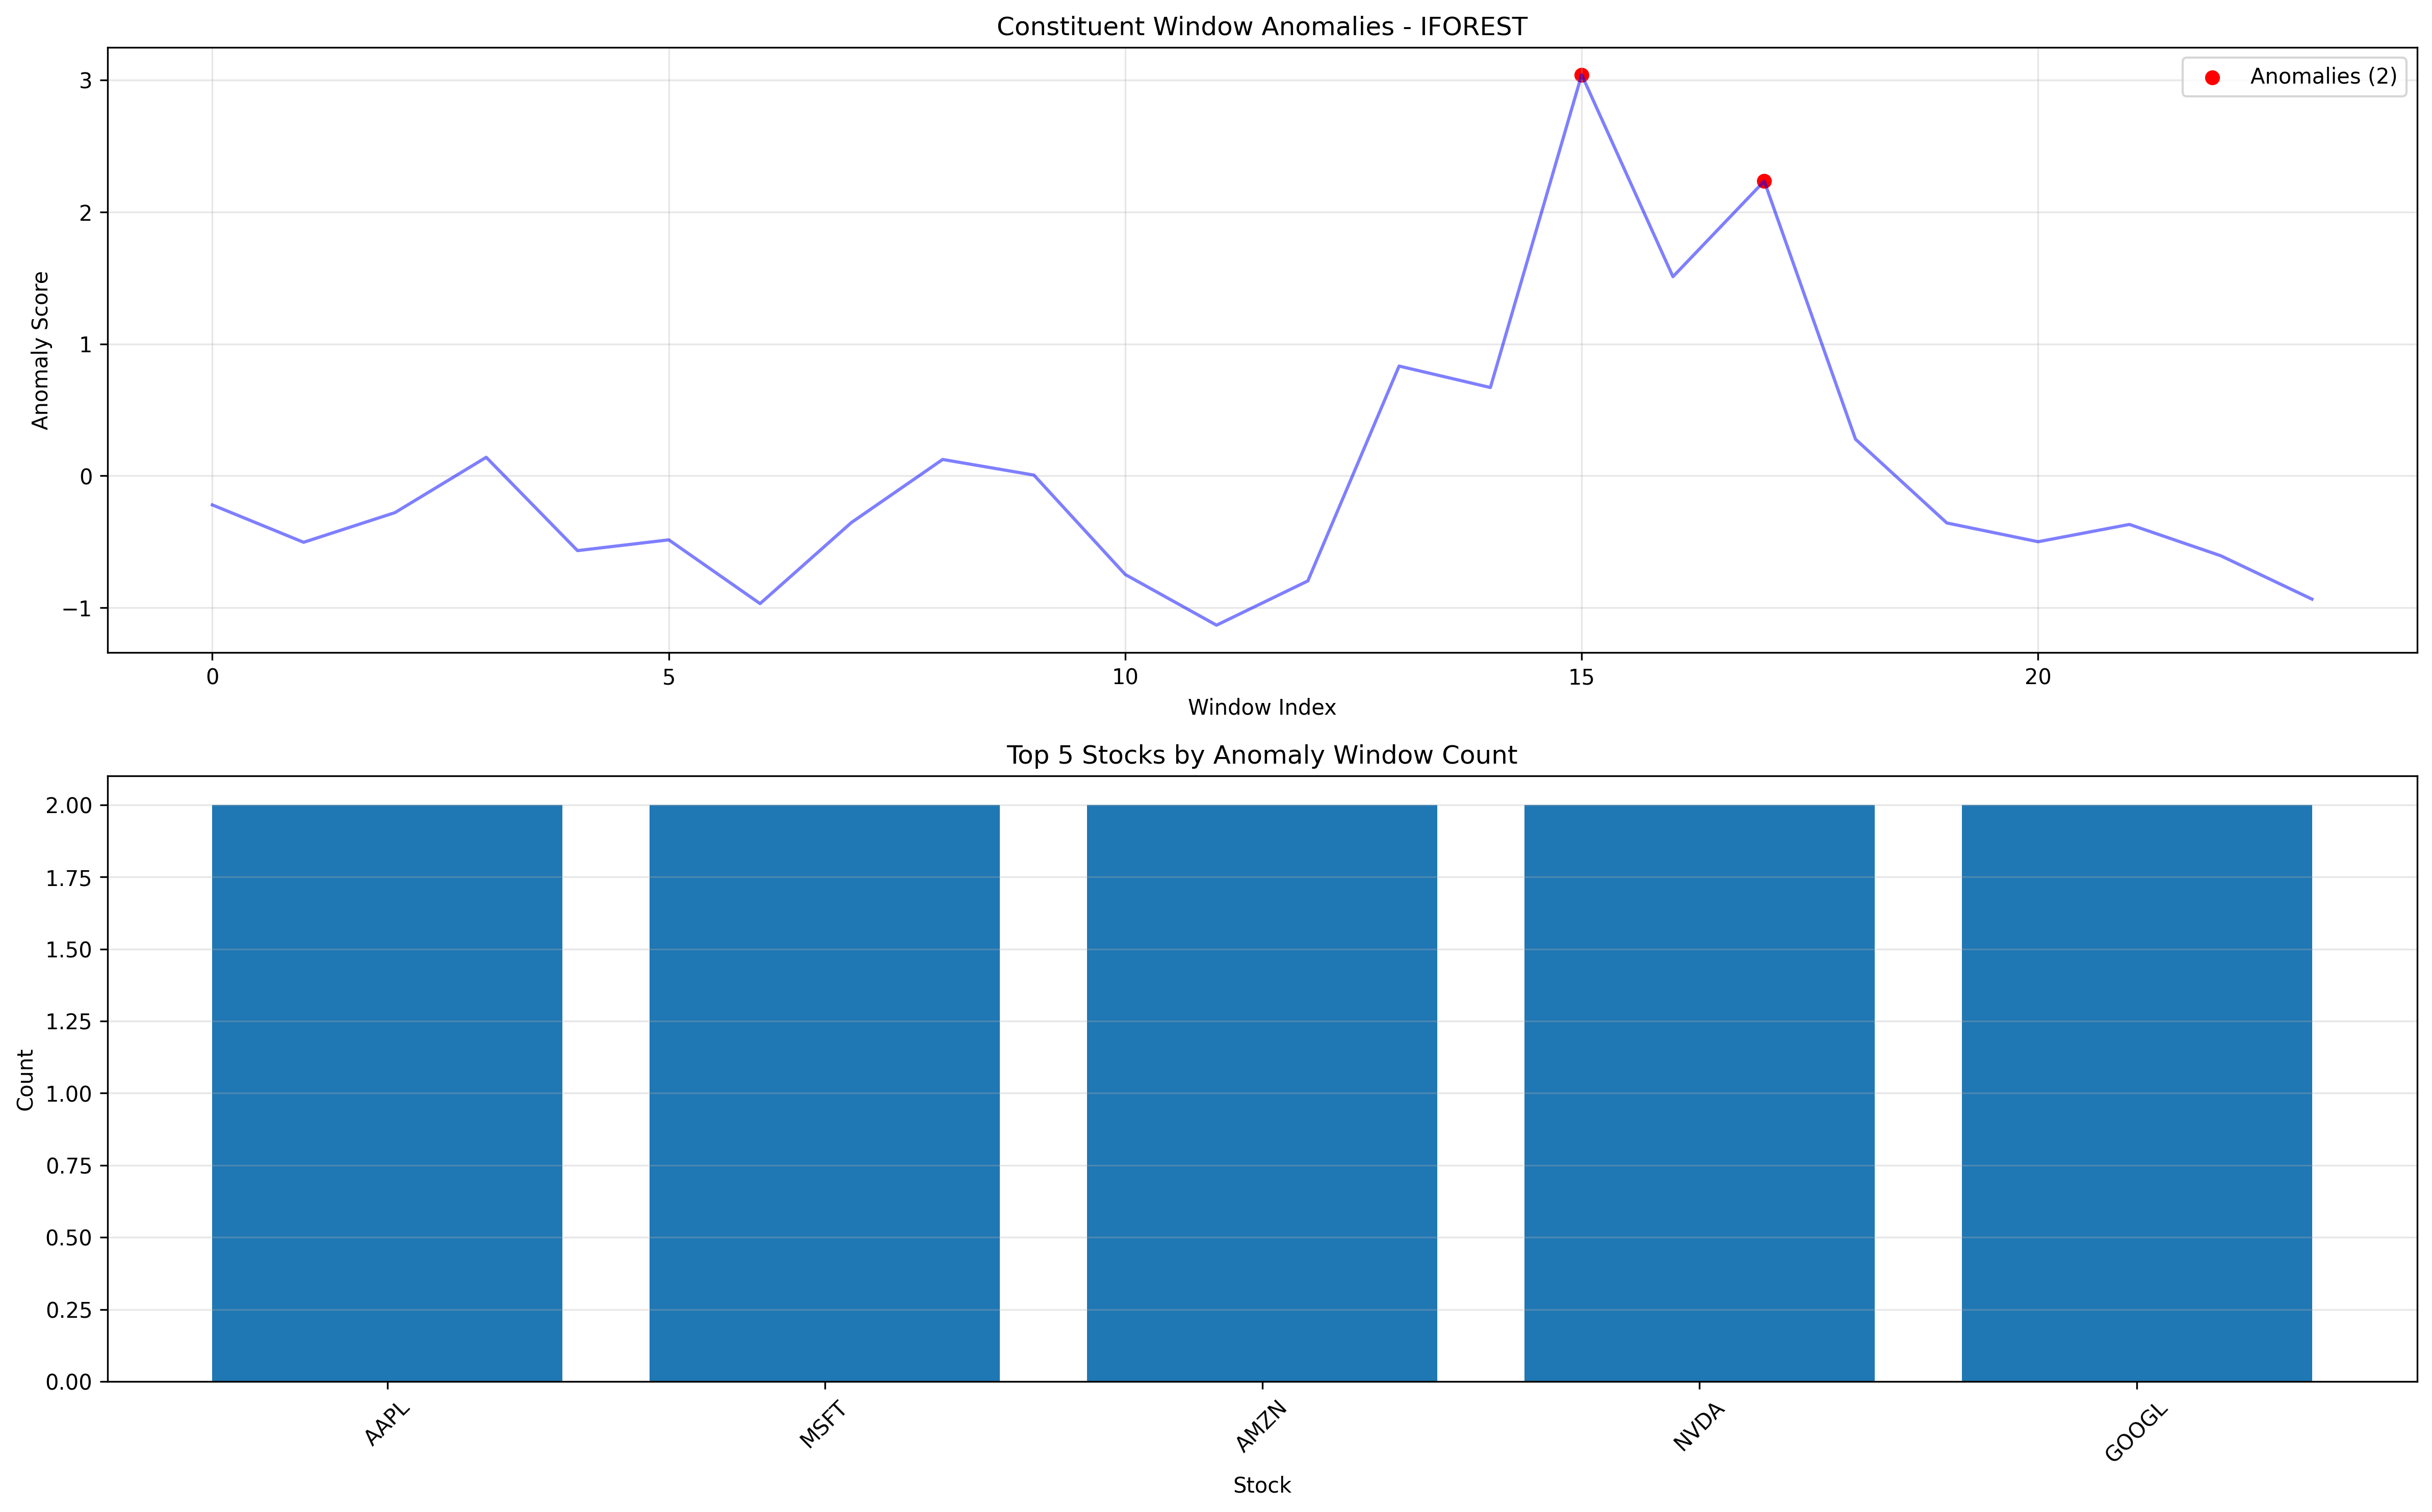 Constituent Window Anomalies - IFOREST
Anomalies (2)
Anomaly Score
3
2
1
0
−1
0
5
10
15
20
Window Index
Top 5 Stocks by Anomaly Window Count
Count
2.00
1.75
1.50
1.25
1.00
0.75
0.50
0.25
0.00
AAPL
MSFT
AMZN
NVDA
GOOGL
Stock